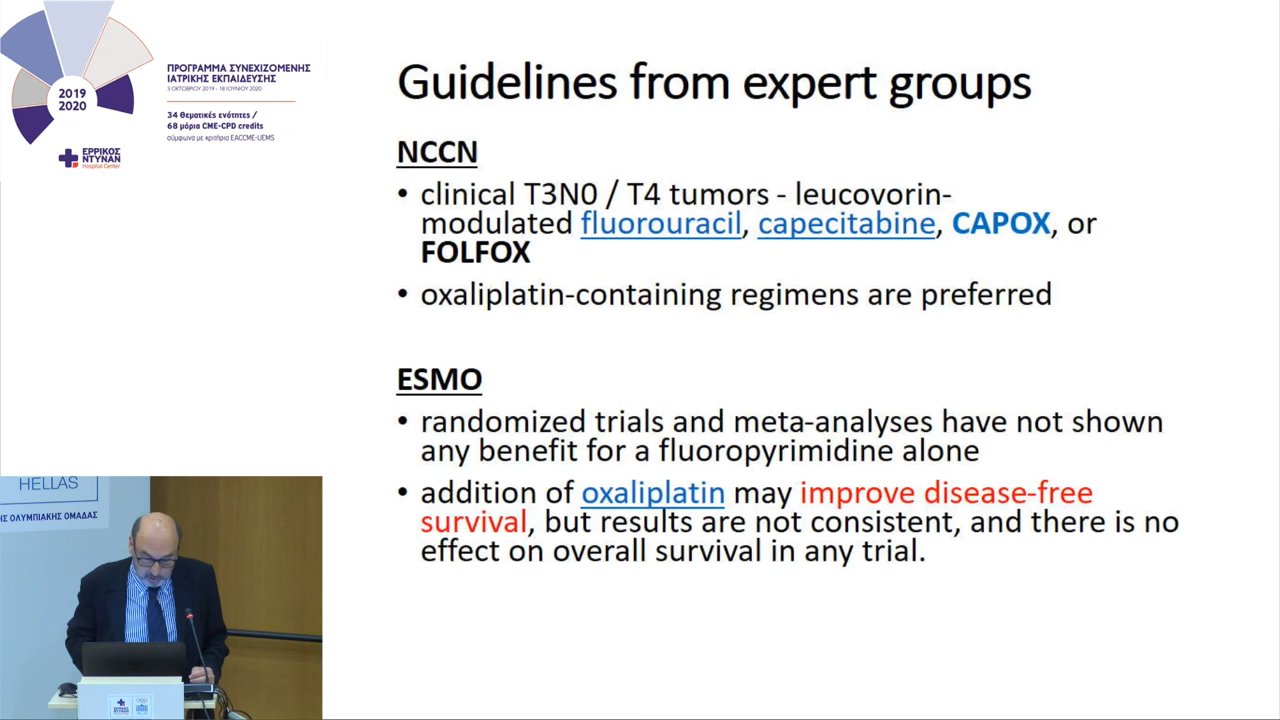 2019
2020
ΠΡΟΓΡΑΜΜΑ ΣΥΝΕΧΙΖΟΜΕΝΗΣ
ΙΑΤΡΙΚΗΣ ΕΚΠΑΙΔΕΥΣΗΣ
3 ΟΚΤΩΒΡΙΟΥ 2019 - 18 ΙΟΥΝΙΟΥ 2020
34 Θεματικές ενότητες /
68 μόρια CME-CPD credits
σύμφωνα με κριτήρια EACCME-UEMS
ΕΡΡΙΚΟΣ
ΝΤΥΝΑΝ
Hospital Center
Guidelines from expert groups
NCCN
• clinical T3N0 / T4 tumors - leucovorin-
modulated fluorouracil, capecitabine, CAPOX, or
FOLFOX
• oxaliplatin-containing regimens are preferred
ESMO
• randomized trials and meta-analyses have not shown
any benefit for a fluoropyrimidine alone
• addition of oxaliplatin may improve disease-free
survival, but results are not consistent, and there is no
effect on overall survival in any trial.
HELLAS
ΗΣ ΟΛΥΜΠΙΑΚΗΣ ΟΜΑΔΑΣ